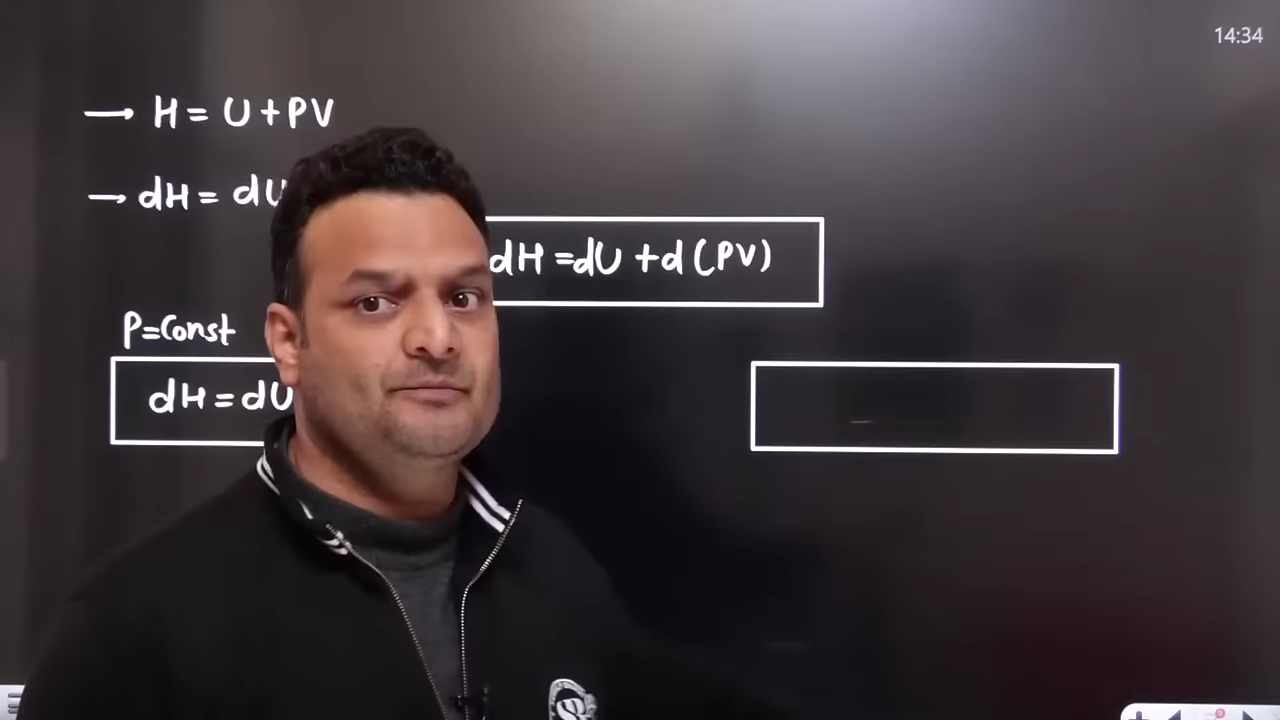 14:34
→ H = U + PV
→ dH = dU
dH = dU + d(PV)
P=Const
dH = dU